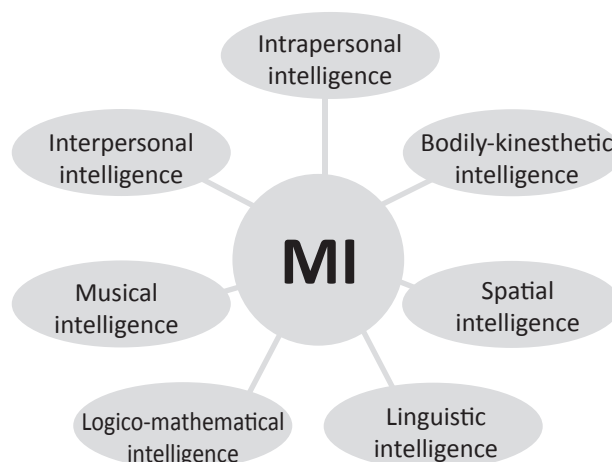 Intrapersonal
intelligence
Interpersonal
intelligence
Bodily-kinesthetic
intelligence
MI
Musical
intelligence
Spatial
intelligence
Logico-mathematical
intelligence
Linguistic
intelligence